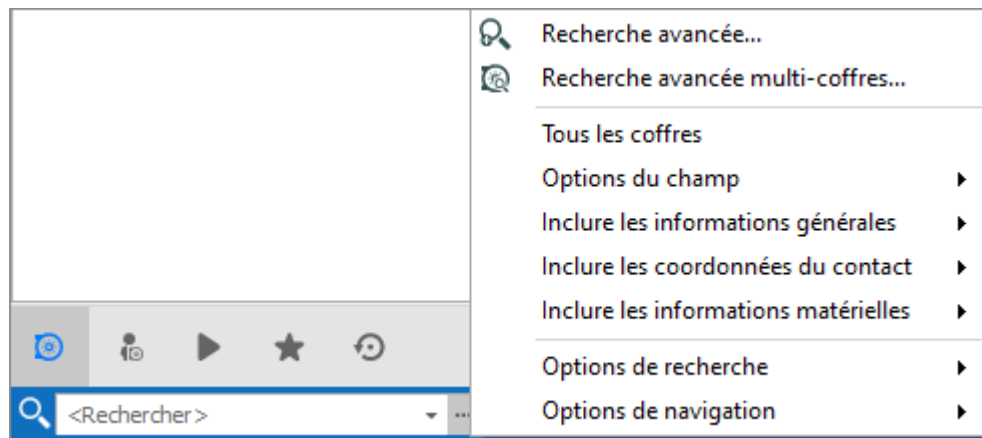 Recherche avancée...
Recherche avancée multi-coffres...
Tous les coffres
Options du champ
Inclure les informations générales
Inclure les coordonnées du contact
Inclure les informations matérielles
Options de recherche
Options de navigation
<Rechercher>